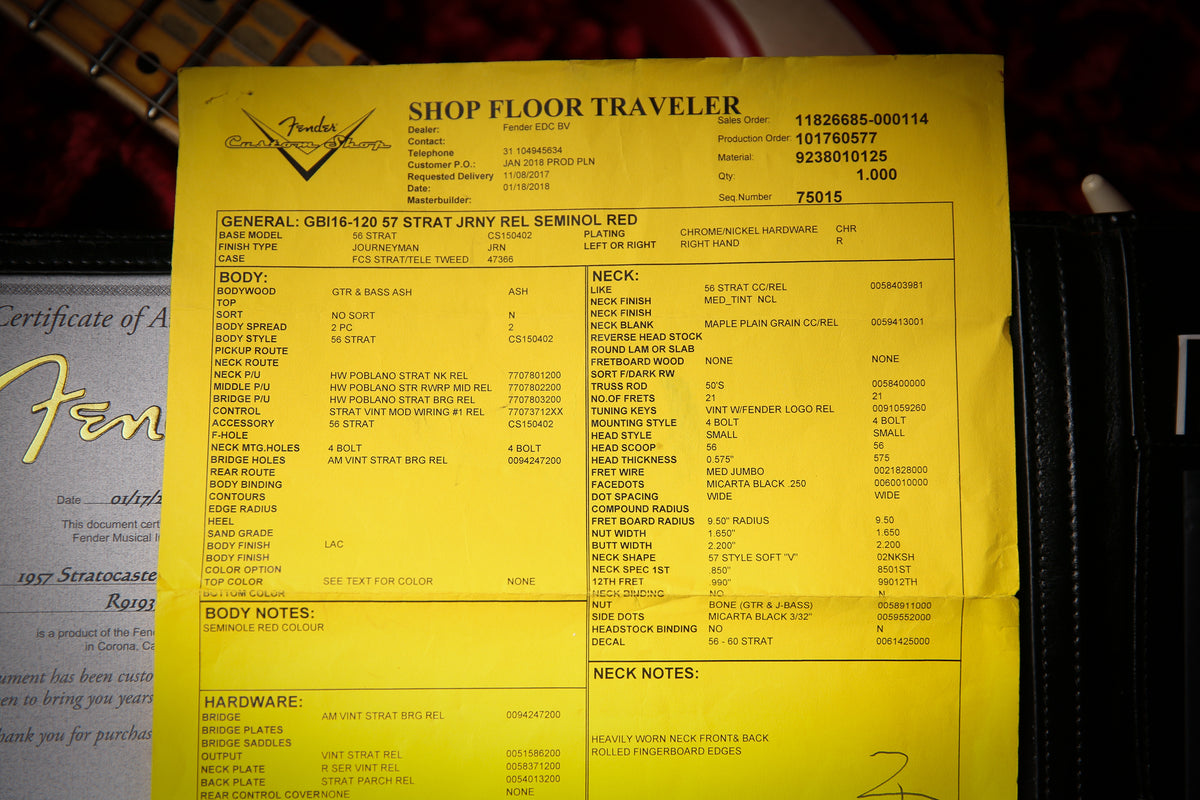 Fender
Custom Shop
SHOP FLOOR TRAVELER
Dealer: Fender EDC BV
Contact:
Telephone 31 104945634
Customer P.O.: JAN 2018 PROD PLN
Requested Delivery 11/08/2017
Date: 01/18/2018
Masterbuilder:
Sales Order: 11826685-000114
Production Order: 101760577
Material: 9238010125
Qty: 1.000
Seq.Number 75015
GENERAL: GBI16-120 57 STRAT JRNY REL SEMINOL RED
BASE MODEL 56 STRAT CS150402 PLATING CHROME/NICKEL HARDWARE CHR
FINISH TYPE JOURNEYMAN JRN LEFT OR RIGHT RIGHT HAND R
CASE FCS STRAT/TELE TWEED 47366
BODY:
BODYWOOD GTR & BASS ASH ASH
TOP
SORT NO SORT N
BODY SPREAD 2 PC 2
BODY STYLE 56 STRAT CS150402
PICKUP ROUTE
NECK ROUTE
NECK P/U HW POBLANO STRAT NK REL 7707801200
MIDDLE P/U HW POBLANO STR RWRP MID REL 7707802200
BRIDGE P/U HW POBLANO STRAT BRG REL 7707803200
CONTROL STRAT VINT MOD WIRING #1 REL 77073712XX
ACCESSORY 56 STRAT CS150402
F-HOLE
NECK MTG.HOLES 4 BOLT 4 BOLT
BRIDGE HOLES AM VINT STRAT BRG REL 0094247200
REAR ROUTE
BODY BINDING
CONTOURS
EDGE RADIUS
HEEL
SAND GRADE
BODY FINISH LAC
BODY FINISH
COLOR OPTION
TOP COLOR SEE TEXT FOR COLOR NONE
BOTTOM COLOR
BODY NOTES:
SEMINOLE RED COLOUR
HARDWARE:
BRIDGE AM VINT STRAT BRG REL 0094247200
BRIDGE PLATES
BRIDGE SADDLES
OUTPUT VINT STRAT REL 0051586200
NECK PLATE R SER VINT REL 0058371200
BACK PLATE STRAT PARCH REL 0054013200
REAR CONTROL COVER NONE NONE
NECK:
LIKE 56 STRAT CC/REL 0058403981
NECK FINISH MED_TINT NCL
NECK FINISH
NECK BLANK MAPLE PLAIN GRAIN CC/REL 0059413001
REVERSE HEAD STOCK
ROUND LAM OR SLAB
FRETBOARD WOOD NONE NONE
SORT F/DARK RW
TRUSS ROD 50'S 0058400000
NO.OF FRETS 21 21
TUNING KEYS VINT W/FENDER LOGO REL 0091059260
MOUNTING STYLE 4 BOLT 4 BOLT
HEAD STYLE SMALL SMALL
HEAD SCOOP 56 56
HEAD THICKNESS 0.575" 575
FRET WIRE MED JUMBO 0021828000
FACEDOTS MICARTA BLACK .250 0060010000
DOT SPACING WIDE WIDE
COMPOUND RADIUS
FRET BOARD RADIUS 9.50" RADIUS 9.50
NUT WIDTH 1.650" 1.650
BUTT WIDTH 2.200" 2.200
NECK SHAPE 57 STYLE SOFT "V" 02NKSH
NECK SPEC 1ST .850" 8501ST
12TH FRET .990" 99012TH
NECK BINDING NO N
NUT BONE (GTR & J-BASS) 0058911000
SIDE DOTS MICARTA BLACK 3/32" 0059552000
HEADSTOCK BINDING NO N
DECAL 56 - 60 STRAT 0061425000
NECK NOTES:
HEAVILY WORN NECK FRONT& BACK
ROLLED FINGERBOARD EDGES
Certificate of A
Fen
Date 01/17/2
This document cert
Fender Musical I
1957 Stratocaste
R9193
is a product of the Fen
in Corona, Ca
ument has been custo
en to bring you years
hank you for purchas